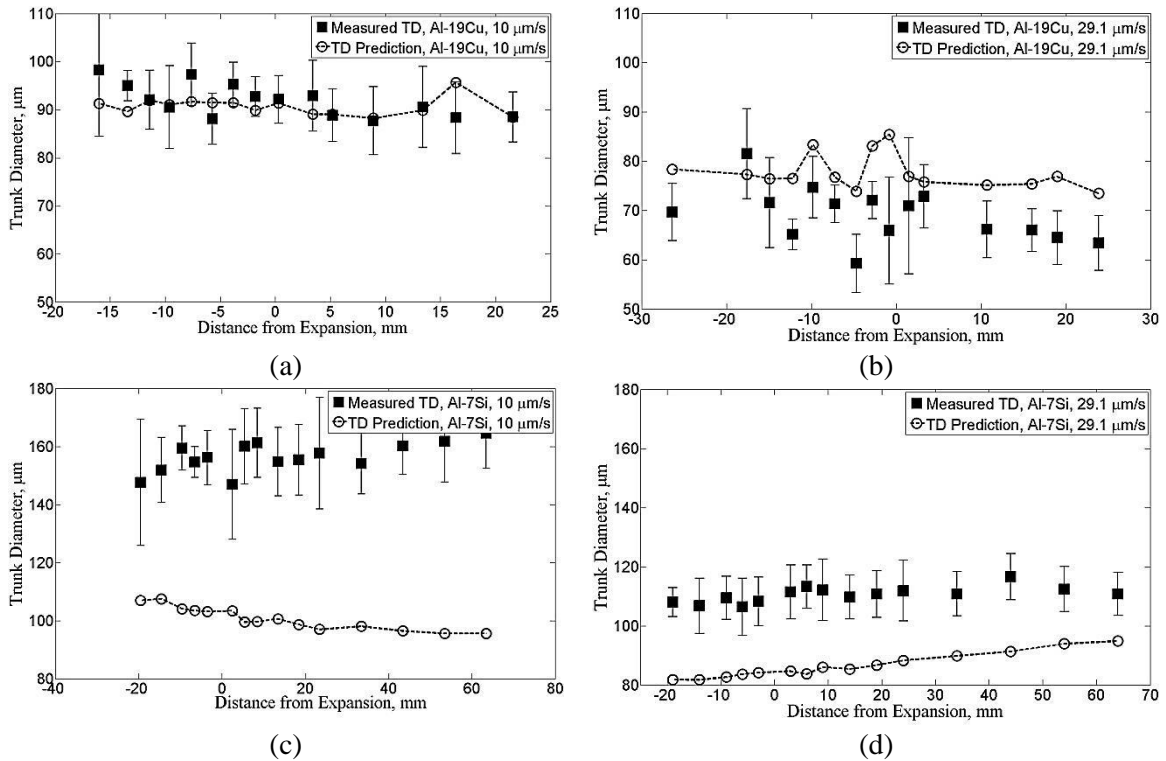 Measured TD, Al-19Cu, 10 μm/s
TD Prediction, Al-19Cu, 10 μm/s
110
100
90
80
70
60
50
Trunk Diameter, μm
-20 -15 -10 -5 0 5 10 15 20 25
Distance from Expansion, mm
(a)
Measured TD, Al-19Cu, 29.1 μm/s
TD Prediction, Al-19Cu, 29.1 μm/s
110
100
90
80
70
60
50
Trunk Diameter, μm
-30 -20 -10 0 10 20 30
Distance from Expansion, mm
(b)
Measured TD, Al-7Si, 10 μm/s
TD Prediction, Al-7Si, 10 μm/s
180
160
140
120
100
80
Trunk Diameter, μm
-40 -20 0 20 40 60 80
Distance from Expansion, mm
(c)
Measured TD, Al-7Si, 29.1 μm/s
TD Prediction, Al-7Si, 29.1 μm/s
180
160
140
120
100
80
Trunk Diameter, μm
-20 -10 0 10 20 30 40 50 60 70
Distance from Expansion, mm
(d)